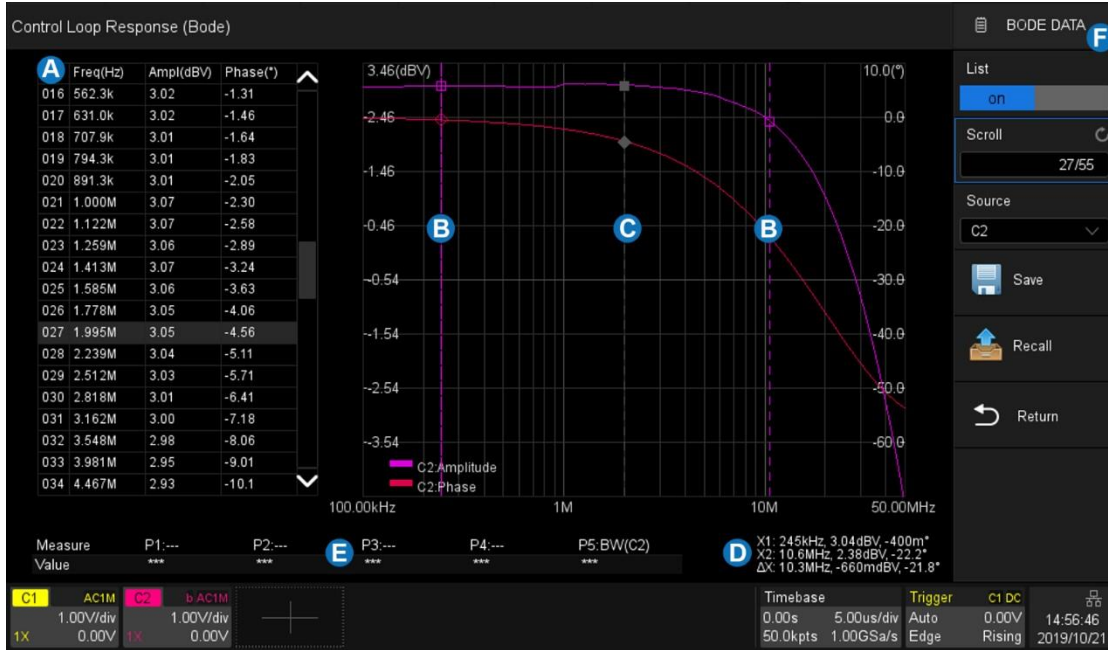 Control Loop Response (Bode)
BODE DATA
F
A
Freq(Hz) Ampl(dBV) Phase(°)
016 562.3k 3.02 -1.31
017 631.0k 3.02 -1.46
018 707.9k 3.01 -1.64
019 794.3k 3.01 -1.83
020 891.3k 3.01 -2.05
021 1.000M 3.07 -2.30
022 1.122M 3.07 -2.58
023 1.259M 3.06 -2.89
024 1.413M 3.07 -3.24
025 1.585M 3.06 -3.63
026 1.778M 3.05 -4.06
027 1.995M 3.05 -4.56
028 2.239M 3.04 -5.11
029 2.512M 3.03 -5.71
030 2.818M 3.01 -6.41
031 3.162M 3.00 -7.18
032 3.548M 2.98 -8.06
033 3.981M 2.95 -9.01
034 4.467M 2.93 -10.1
3.46(dBV) 10.0(°)
-2.46 0.0
-1.46 -10.0
-0.46 -20.0
B C B
-0.54 -30.0
-1.54 -40.0
-2.54 -50.0
-3.54 -60.0
C2:Amplitude
C2:Phase
100.00kHz 1M 10M 50.00MHz
List
on
Scroll
27/55
Source
C2
Save
Recall
Return
Measure P1:--- P2:--- P3:--- P4:--- P5:BW(C2)
Value *** *** *** *** ***
E
D
X1: 245kHz, 3.04dBV, -400m°
X2: 10.6MHz, 2.38dBV, -22.2°
ΔX: 10.3MHz, -660mdBV, -21.8°
C1 AC1M
1.00V/div
1X 0.00V
C2 b AC1M
1.00V/div
1X 0.00V
Timebase
0.00s 5.00us/div
50.0kpts 1.00GSa/s
Trigger C1 DC
Auto 0.00V
Edge Rising
14:56:46
2019/10/21